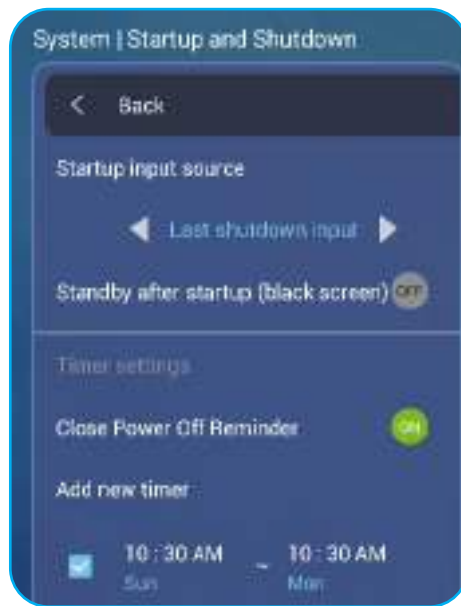 System | Startup and Shutdown
Back
Startup input source
Last shutdown input
Standby after startup (black screen) OFF
Timer settings
Close Power Off Reminder ON
Add new timer
10 : 30 AM ~ 10 : 30 AM
Sun Mon